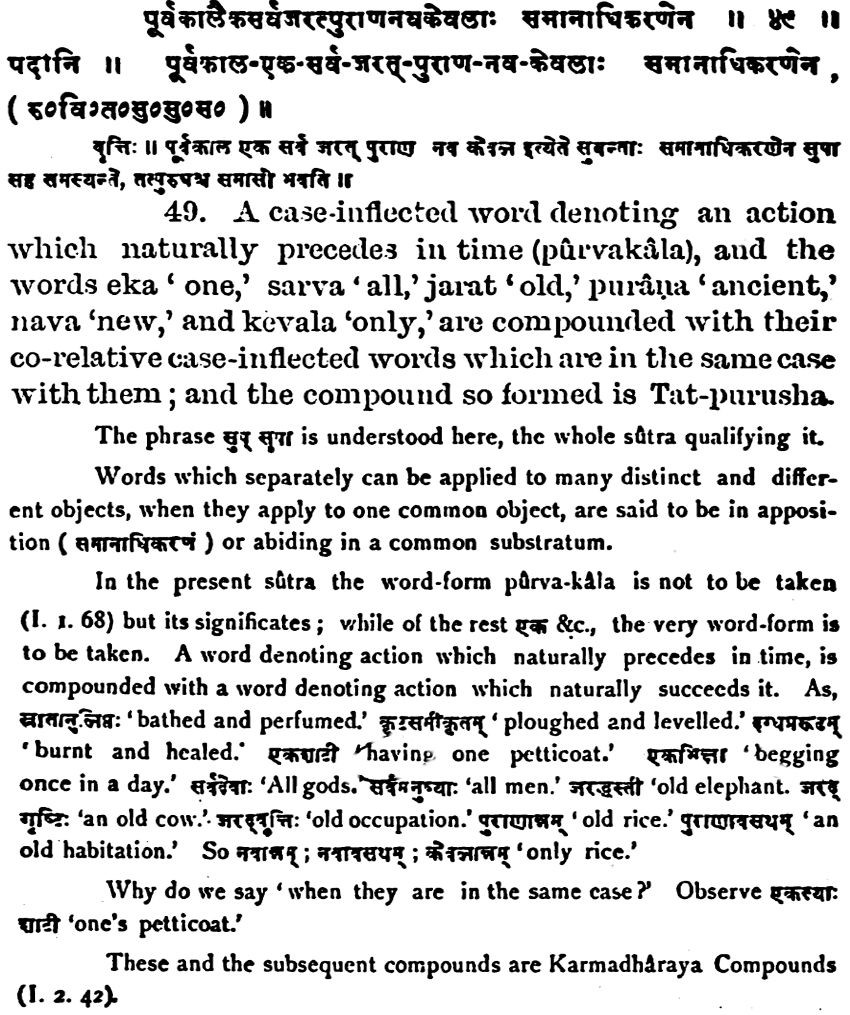 पूर्वकालैकसर्वजरत्पुराणनवकेवलाः समानाधिकरणेन ॥ ४९ ॥
पदानि ॥ पूर्वकाल-एक-सर्व-जरत्-पुराण-नव-केवलाः समानाधिकरणेन,
वृत्तिः ॥ पूर्वकाल एक सर्व जरत् पुराण नव केवल इत्येते सुबन्ताः समानाधिकरणेन सुपा
सह समस्यन्ते, तत्पुरुषश्च समासो भवति ॥
49. A case-inflected word denoting an action
which naturally precedes in time (pûrvakâla), and the
words eka ‘ one,’ sarva ‘ all,’ jarat ‘ old,’ purâṇa ‘ ancient,’
nava ‘new,’ and kevala ‘only,’ are compounded with their
co-relative case-inflected words which are in the same case
with them ; and the compound so formed is Tat-purusha.
The phrase सुप् सुपा is understood here, the whole sûtra qualifying it.
Words which separately can be applied to many distinct and differ-
ent objects, when they apply to one common object, are said to be in apposi-
tion ( समानाधिकरणं ) or abiding in a common substratum.
In the present sûtra the word-form pûrva-kâla is not to be taken
(I. 1. 68) but its significates ; while of the rest एक &c., the very word-form is
to be taken. A word denoting action which naturally precedes in time, is
compounded with a word denoting action which naturally succeeds it. As,
स्नातानुलिप्तः ‘ bathed and perfumed.’ कृष्टसमीकृतम् ‘ ploughed and levelled.’ दग्धप्ररूढम्
‘ burnt and healed.’ एकशाटी ‘having one petticoat.’ एकभिक्षा ‘begging
once in a day.’ सर्वदेवाः ‘All gods.’ सर्वमनुष्याः ‘all men.’ जरद्धस्ती ‘old elephant. जरद्
गृष्टिः ‘an old cow.’ जरद्वृत्तिः ‘old occupation.’ पुराणान्नम् ‘ old rice.’ पुराणावसथम् ‘ an
old habitation.’ So नवान्नम् ; नवावसथम् ; केवलान्नम् ‘only rice.’
Why do we say ‘ when they are in the same case ?’ Observe एकस्याः
शाटी ‘one's petticoat.’
These and the subsequent compounds are Karmadhâraya Compounds
(I. 2. 42).